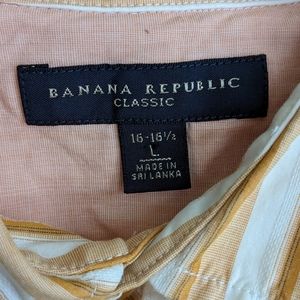 BANANA REPUBLIC
CLASSIC
16-16½
L
MADE IN
SRI LANKA